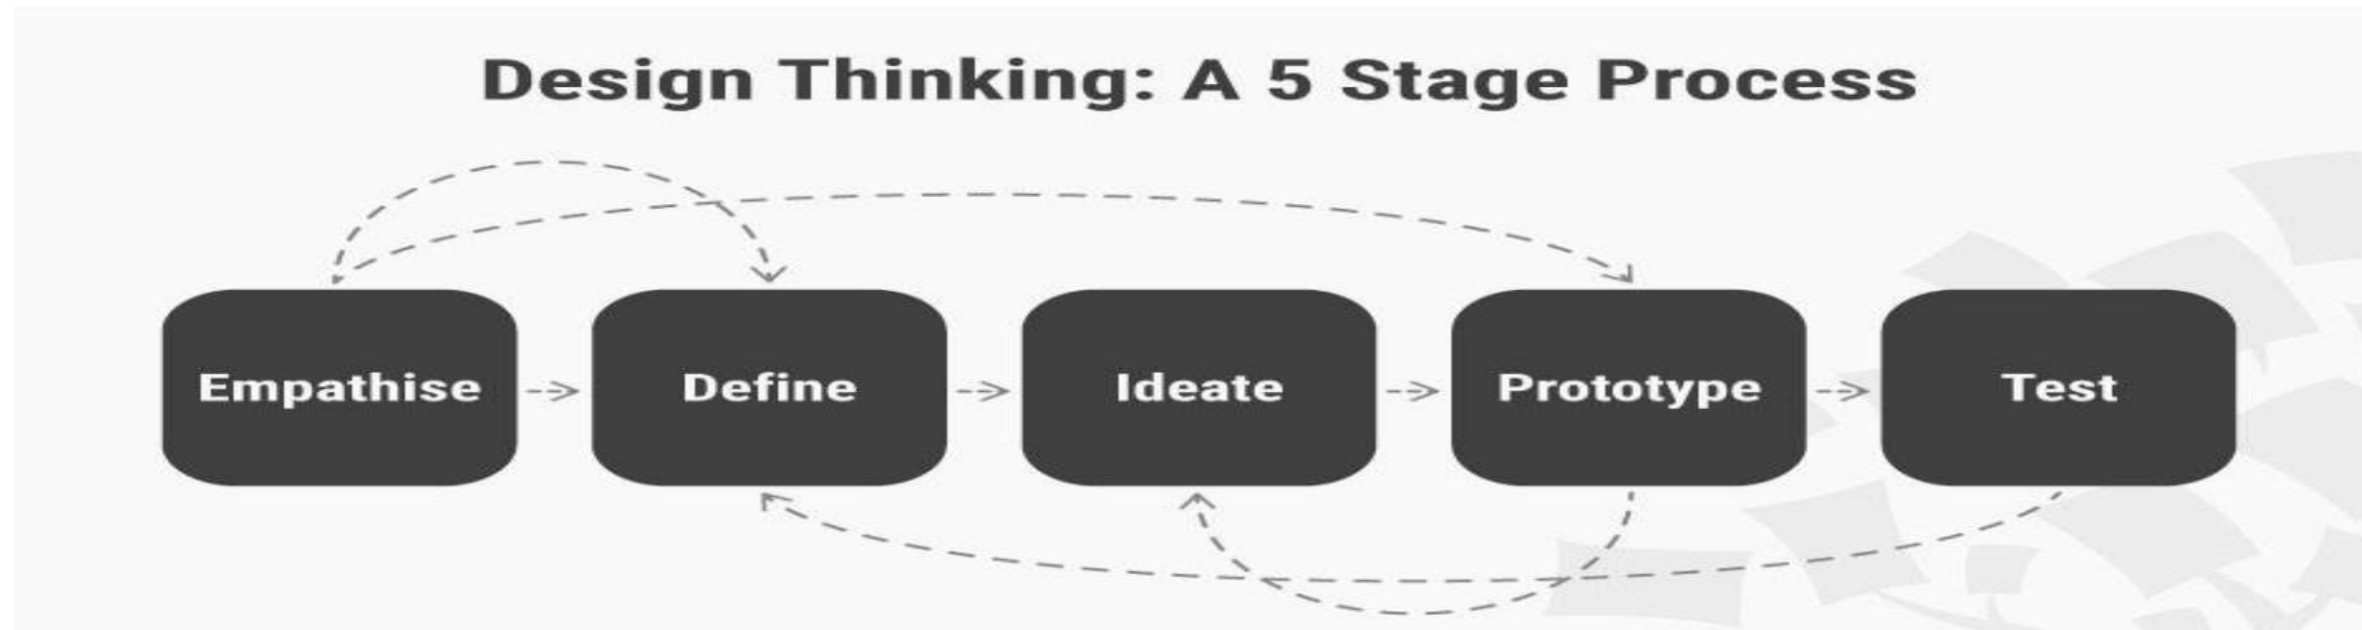 Design Thinking: A 5 Stage Process
Empathise
Define
Ideate
Prototype
Test